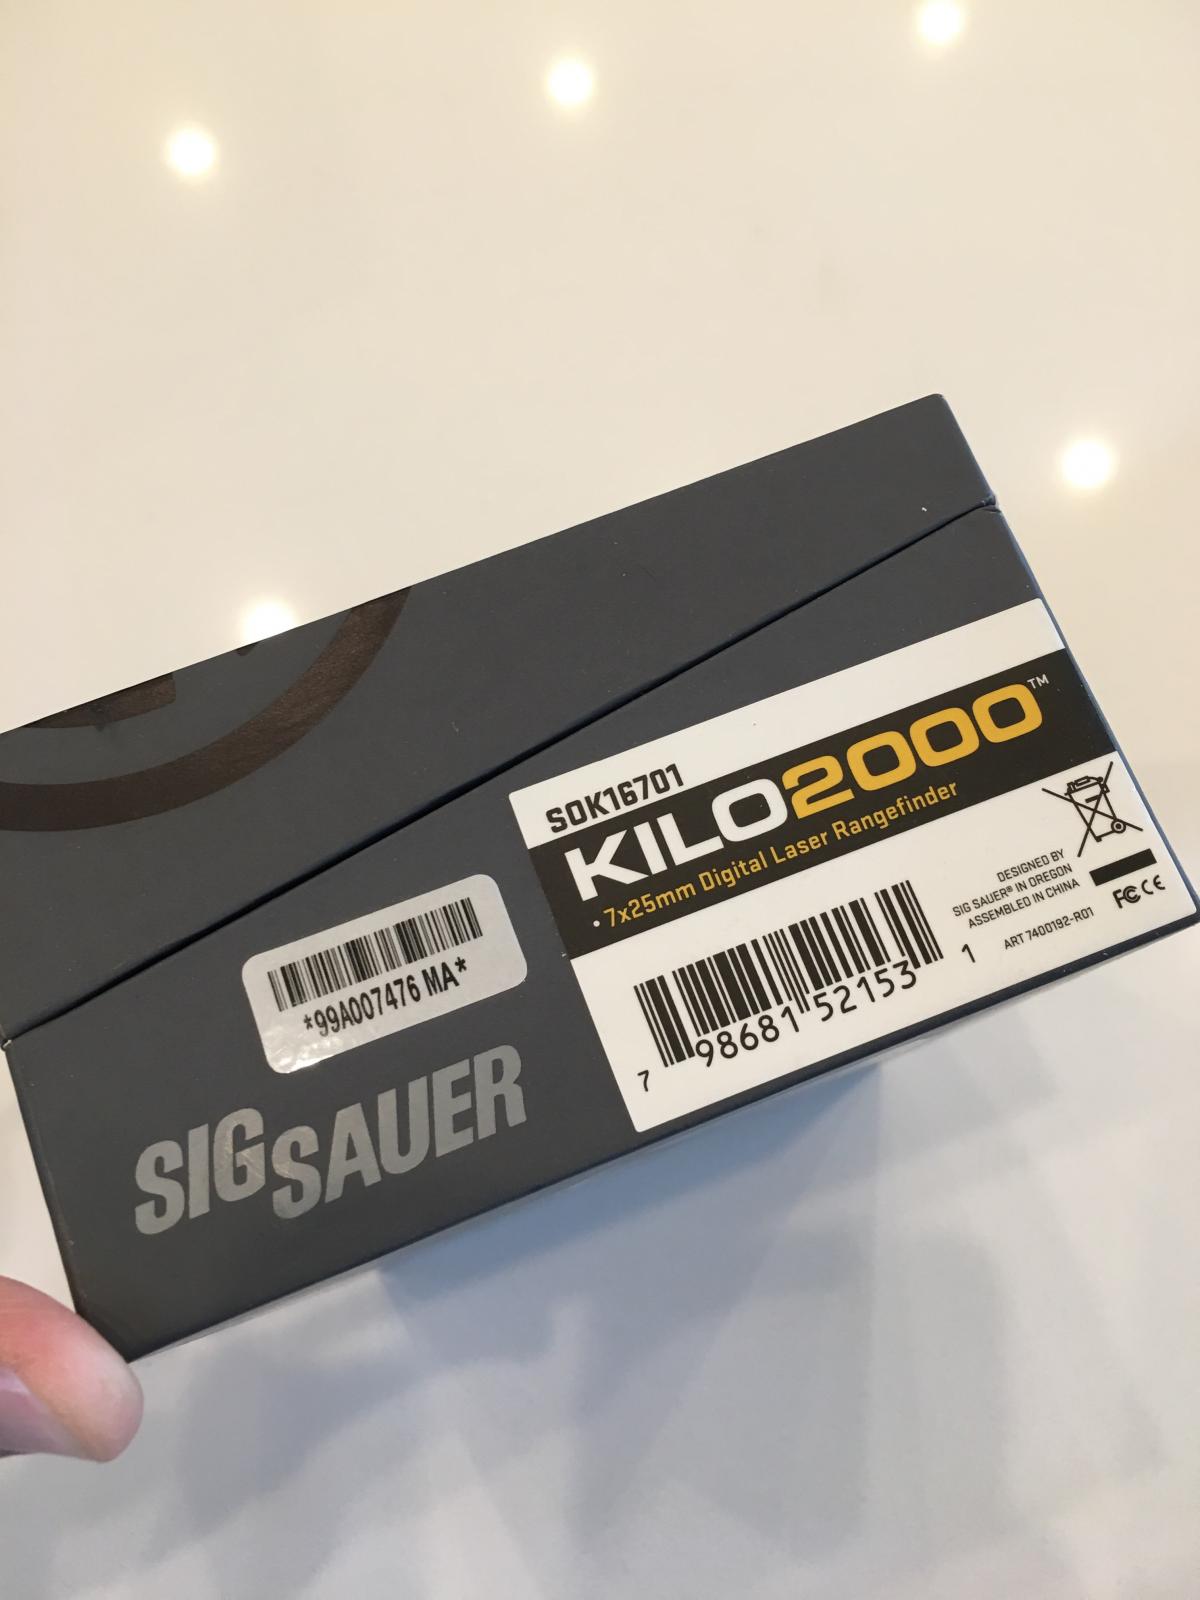 SOK16701
KILO2000™
• 7x25mm Digital Laser Rangefinder
DESIGNED BY
SIG SAUER® IN OREGON
ASSEMBLED IN CHINA
ART 7400192-R01
FC CE
7 98681 52153 1
*99A007476 MA*
SIG SAUER